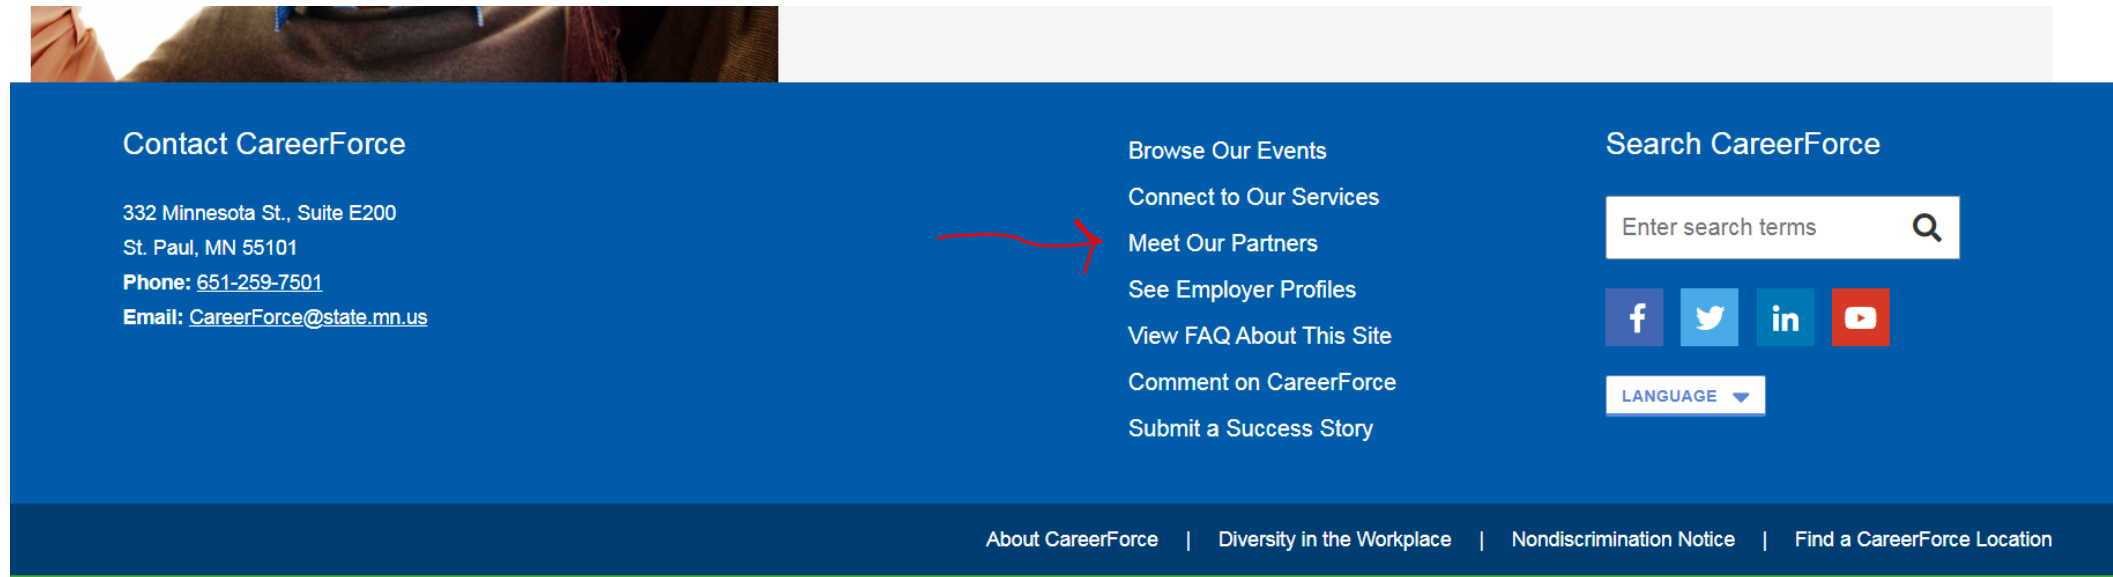 Contact CareerForce
332 Minnesota St., Suite E200
St. Paul, MN 55101
Phone: 651-259-7501
Email: CareerForce@state.mn.us
Browse Our Events
Connect to Our Services
Meet Our Partners
See Employer Profiles
View FAQ About This Site
Comment on CareerForce
Submit a Success Story
Search CareerForce
Enter search terms
LANGUAGE
About CareerForce | Diversity in the Workplace | Nondiscrimination Notice | Find a CareerForce Location